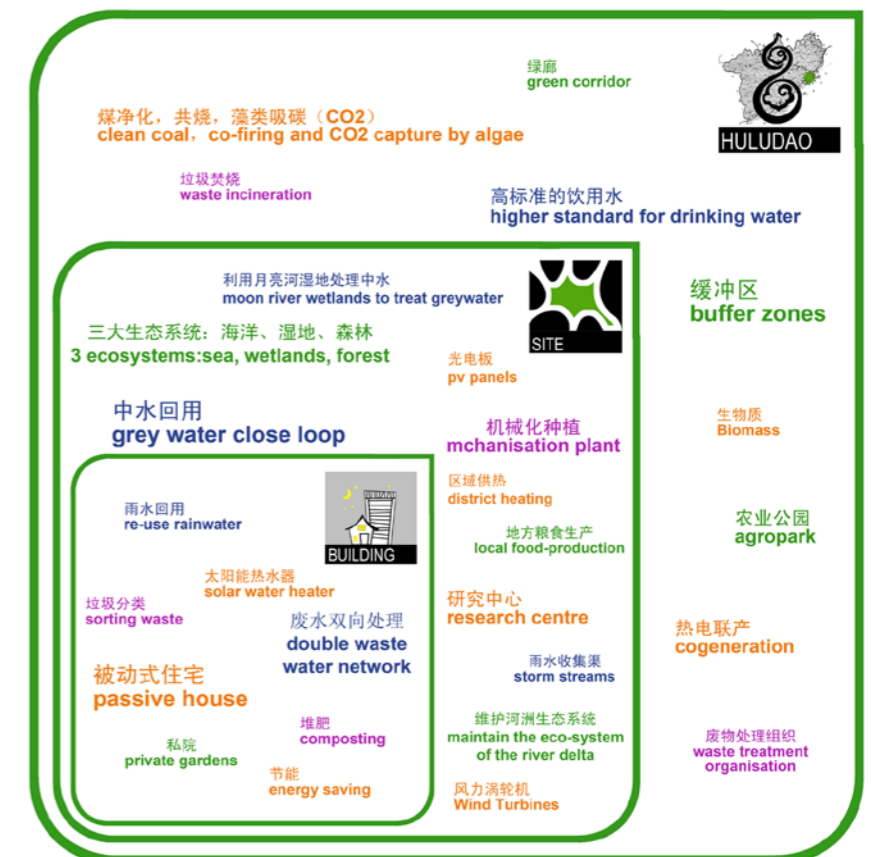 绿廊
green corridor
HULUDAO
煤净化，共烧，藻类吸碳（CO2）
clean coal，co-firing and CO2 capture by algae
垃圾焚烧
waste incineration
高标准的饮用水
higher standard for drinking water
利用月亮河湿地处理中水
moon river wetlands to treat greywater
SITE
三大生态系统：海洋、湿地、森林
3 ecosystems:sea, wetlands, forest
缓冲区
buffer zones
光电板
pv panels
中水回用
grey water close loop
机械化种植
mchanisation plant
生物质
Biomass
区域供热
district heating
雨水回用
re-use rainwater
BUILDING
地方粮食生产
local food-production
农业公园
agropark
太阳能热水器
solar water heater
垃圾分类
sorting waste
废水双向处理
double waste
water network
研究中心
research centre
热电联产
cogeneration
被动式住宅
passive house
雨水收集渠
storm streams
堆肥
composting
维护河洲生态系统
maintain the eco-system
of the river delta
私院
private gardens
废物处理组织
waste treatment
organisation
节能
energy saving
风力涡轮机
Wind Turbines